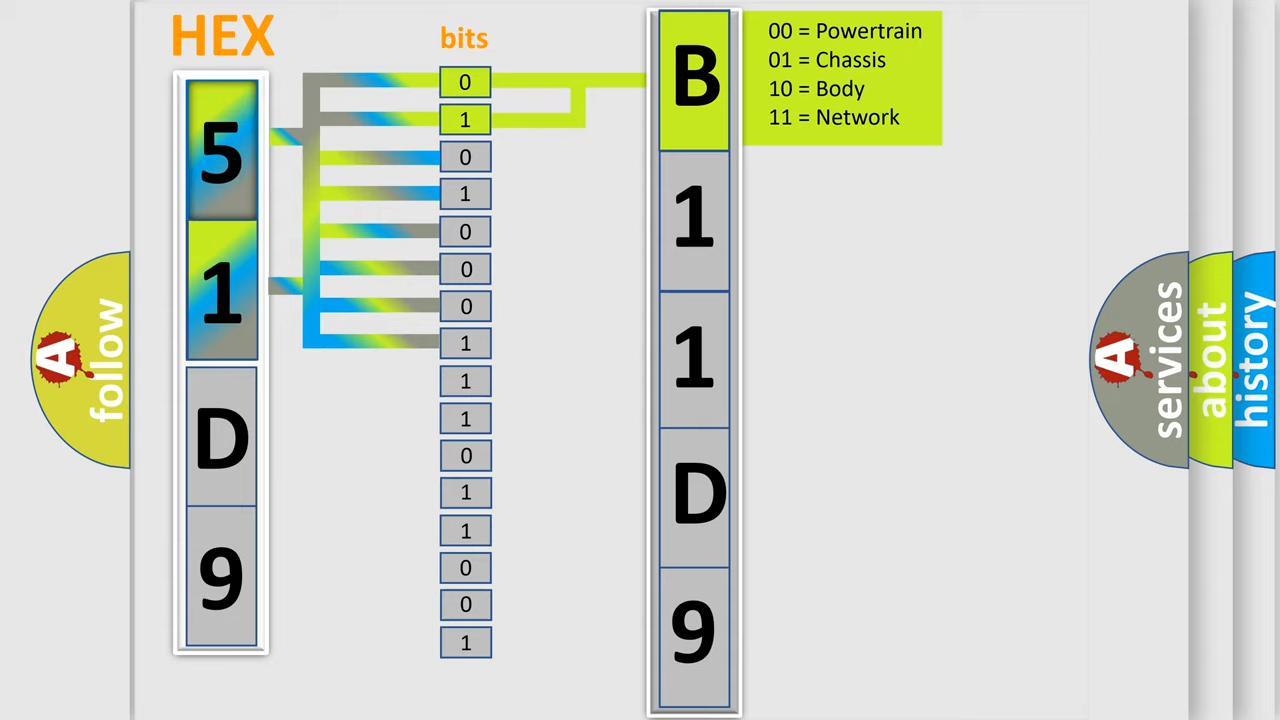 HEX
bits
5
1
D
9
0
1
0
1
0
0
0
1
1
1
0
1
1
0
0
1
B
1
1
D
9
00 = Powertrain
01 = Chassis
10 = Body
11 = Network
A
follow
A
services
about
history